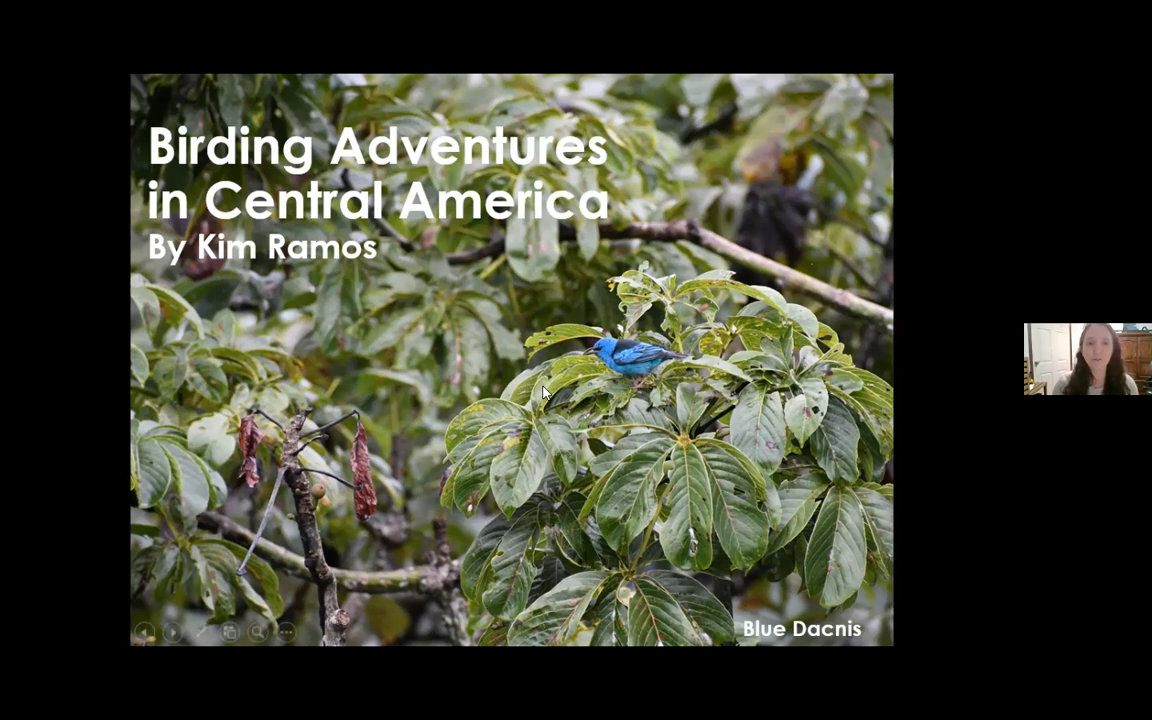 Birding Adventures
in Central America
By Kim Ramos
Blue Dacnis